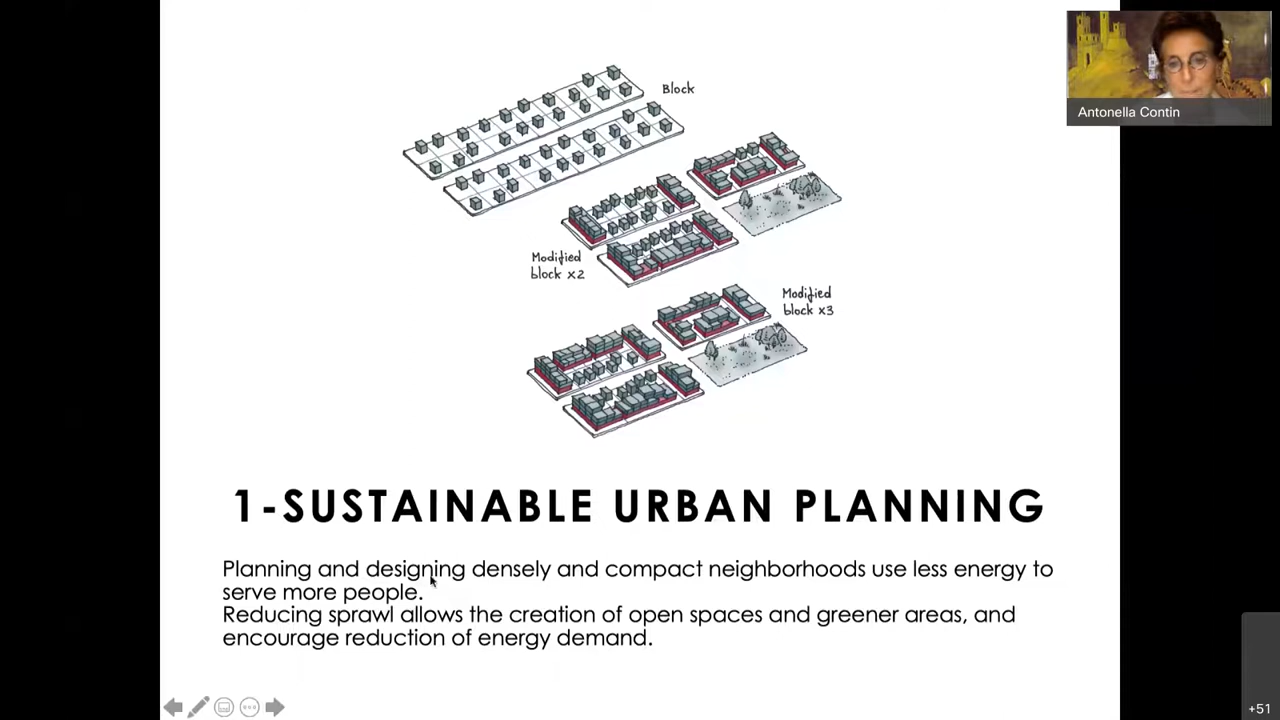 Block
Antonella Contin
Modified
block x2
Modified
block x3
1-SUSTAINABLE URBAN PLANNING
Planning and designing densely and compact neighborhoods use less energy to
serve more people.
Reducing sprawl allows the creation of open spaces and greener areas, and
encourage reduction of energy demand.
+51